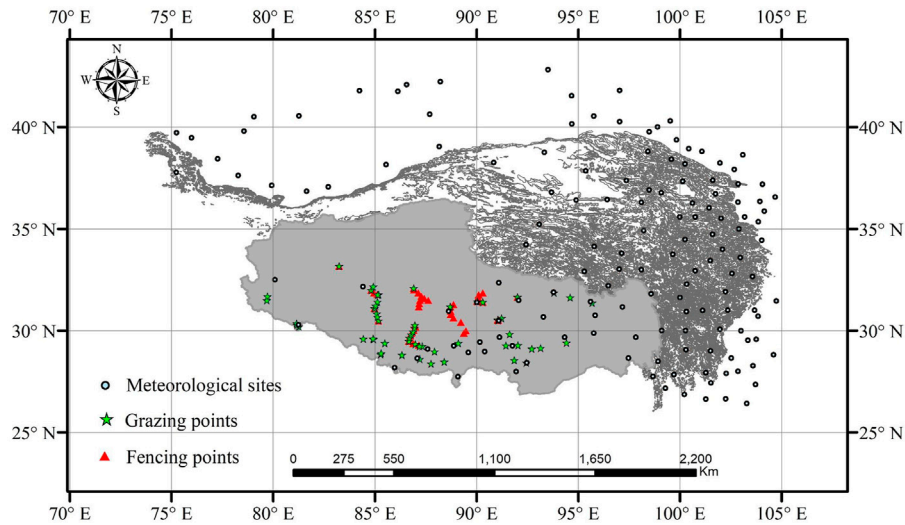 70° E 75° E 80° E 85° E 90° E 95° E 100° E 105° E
N
W E
S
40° N 40° N
35° N 35° N
30° N 30° N
25° N 25° N
Meteorological sites
Grazing points
Fencing points
0 275 550 1,100 1,650 2,200
Km
70° E 75° E 80° E 85° E 90° E 95° E 100° E 105° E